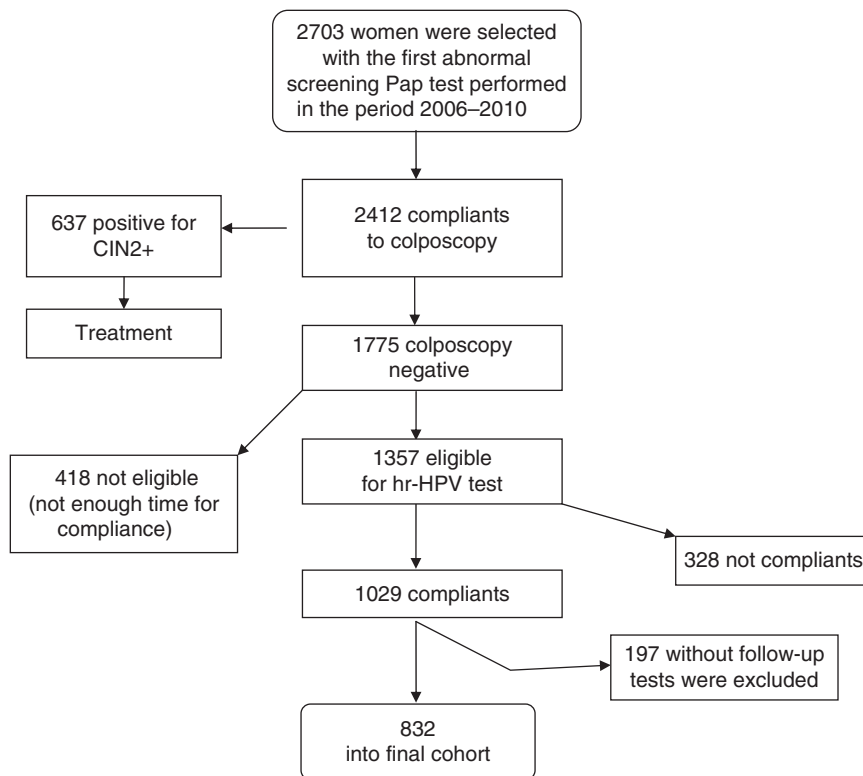 2703 women were selected
with the first abnormal
screening Pap test performed
in the period 2006–2010
637 positive for
CIN2+
2412 compliants
to colposcopy
Treatment
1775 colposcopy
negative
418 not eligible
(not enough time for
compliance)
1357 eligible
for hr-HPV test
328 not compliants
1029 compliants
197 without follow-up
tests were excluded
832
into final cohort